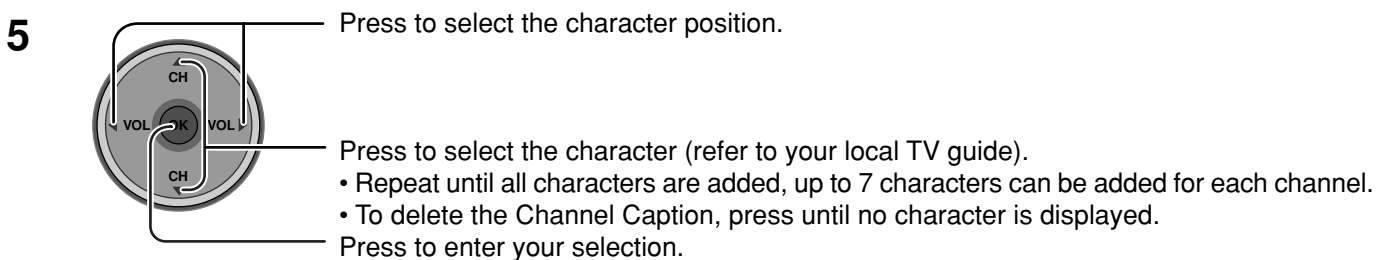 5
Press to select the character position.
CH
VOL OK VOL
CH
Press to select the character (refer to your local TV guide).
• Repeat until all characters are added, up to 7 characters can be added for each channel.
• To delete the Channel Caption, press until no character is displayed.
Press to enter your selection.